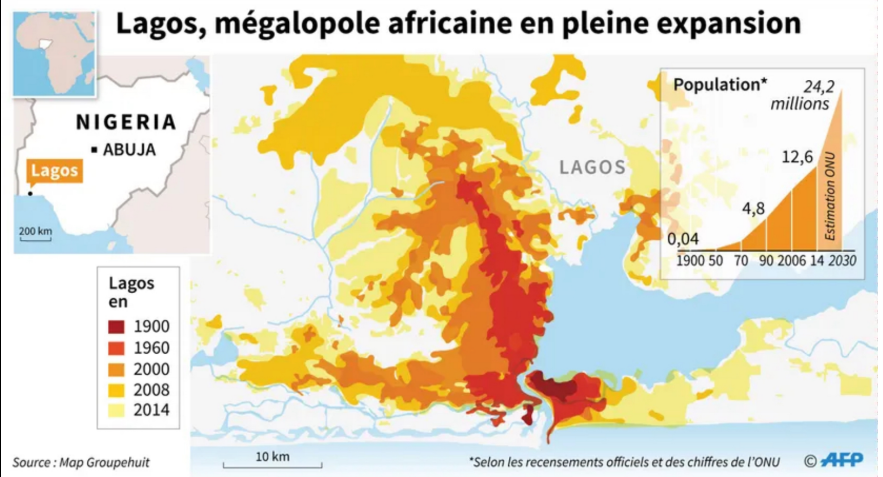 Lagos, mégalopole africaine en pleine expansion
NIGERIA
ABUJA
Lagos
200 km
Lagos
en
1900
1960
2000
2008
2014
LAGOS
Population*
24,2
millions
12,6
4,8
0,04
Estimation ONU
1900 50 70 90 2006 14 2030
10 km
Source : Map Groupehuit
*Selon les recensements officiels et des chiffres de l'ONU
© AFP